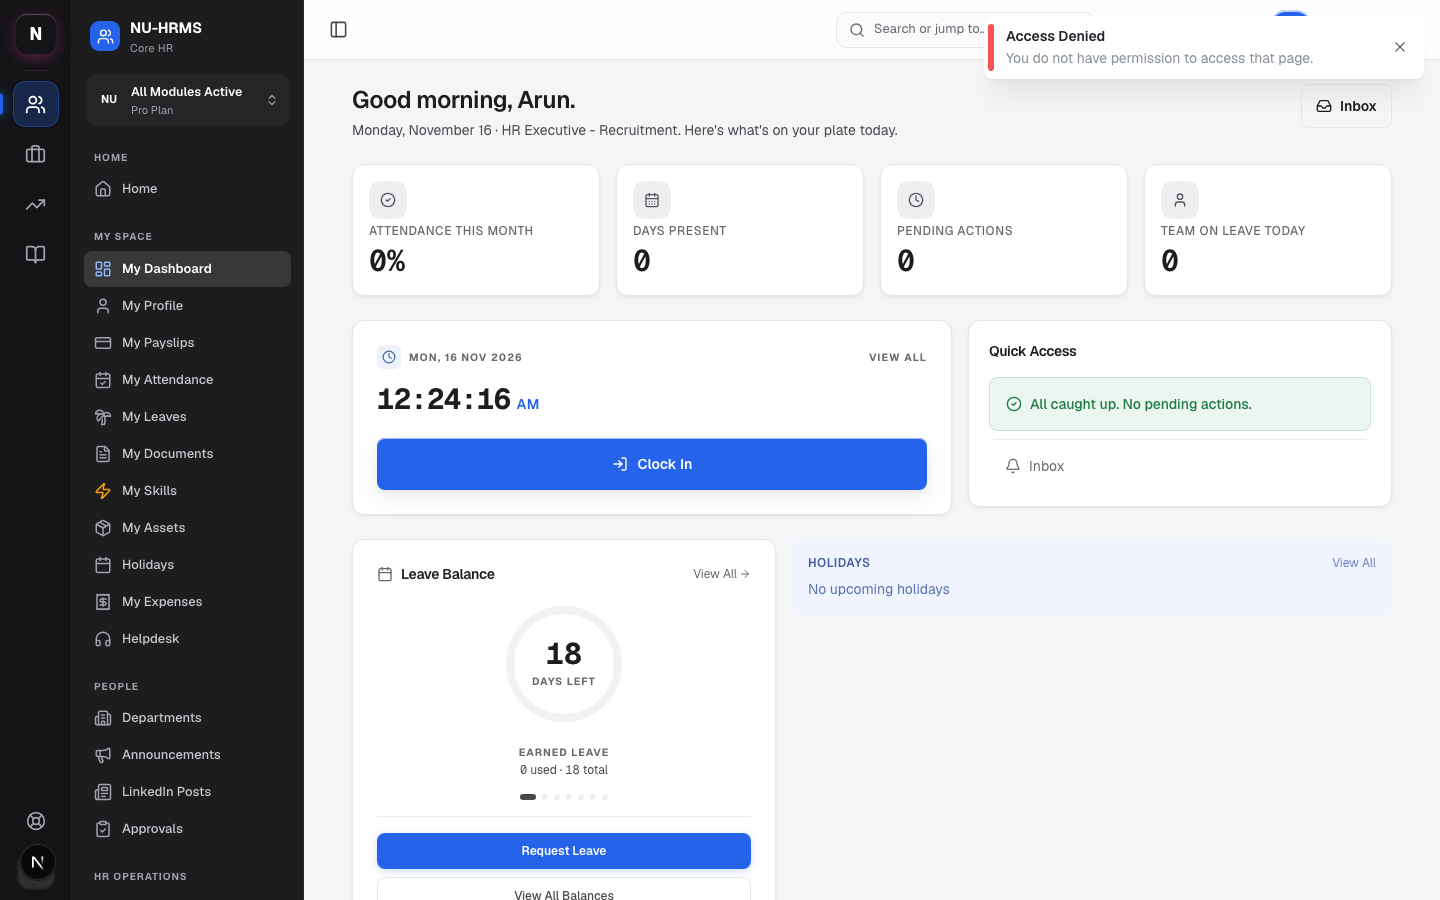 N
NU-HRMS
Core HR
NU
All Modules Active
Pro Plan
HOME
Home
MY SPACE
My Dashboard
My Profile
My Payslips
My Attendance
My Leaves
My Documents
My Skills
My Assets
Holidays
My Expenses
Helpdesk
PEOPLE
Departments
Announcements
LinkedIn Posts
Approvals
HR OPERATIONS
N
Search or jump to...
Access Denied
You do not have permission to access that page.
Good morning, Arun.
Monday, November 16 · HR Executive - Recruitment. Here's what's on your plate today.
Inbox
ATTENDANCE THIS MONTH
0%
DAYS PRESENT
0
PENDING ACTIONS
0
TEAM ON LEAVE TODAY
0
MON, 16 NOV 2026
VIEW ALL
12:24:16 AM
Clock In
Quick Access
All caught up. No pending actions.
Inbox
Leave Balance
View All →
18
DAYS LEFT
EARNED LEAVE
0 used · 18 total
Request Leave
View All Balances
HOLIDAYS
View All
No upcoming holidays